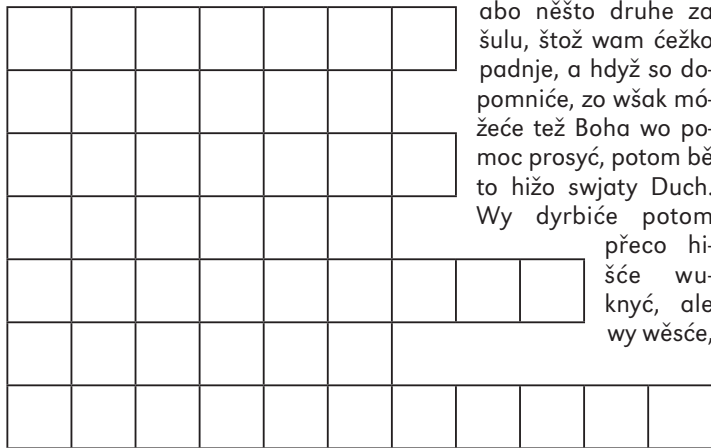 abo něšto druhe za
šulu, štož wam ćežko
padnje, a hdyž so do-
pomniće, zo wšak mó-
žeće tež Boha wo po-
moc prosyć, potom bě
to hižo swjaty Duch.
Wy dyrbiće potom
přeco hi-
šće wu-
knyć, ale
wy wěsće,